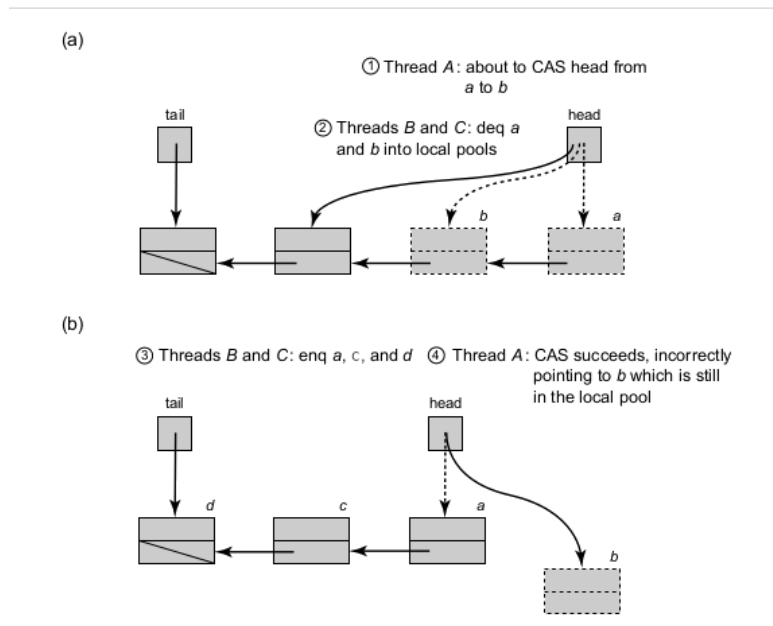 (a)
① Thread A: about to CAS head from
a to b
tail
head
② Threads B and C: deq a
and b into local pools
b
a
(b)
③ Threads B and C: enq a, c, and d
④ Thread A: CAS succeeds, incorrectly
pointing to b which is still
in the local pool
tail
head
d
c
a
b